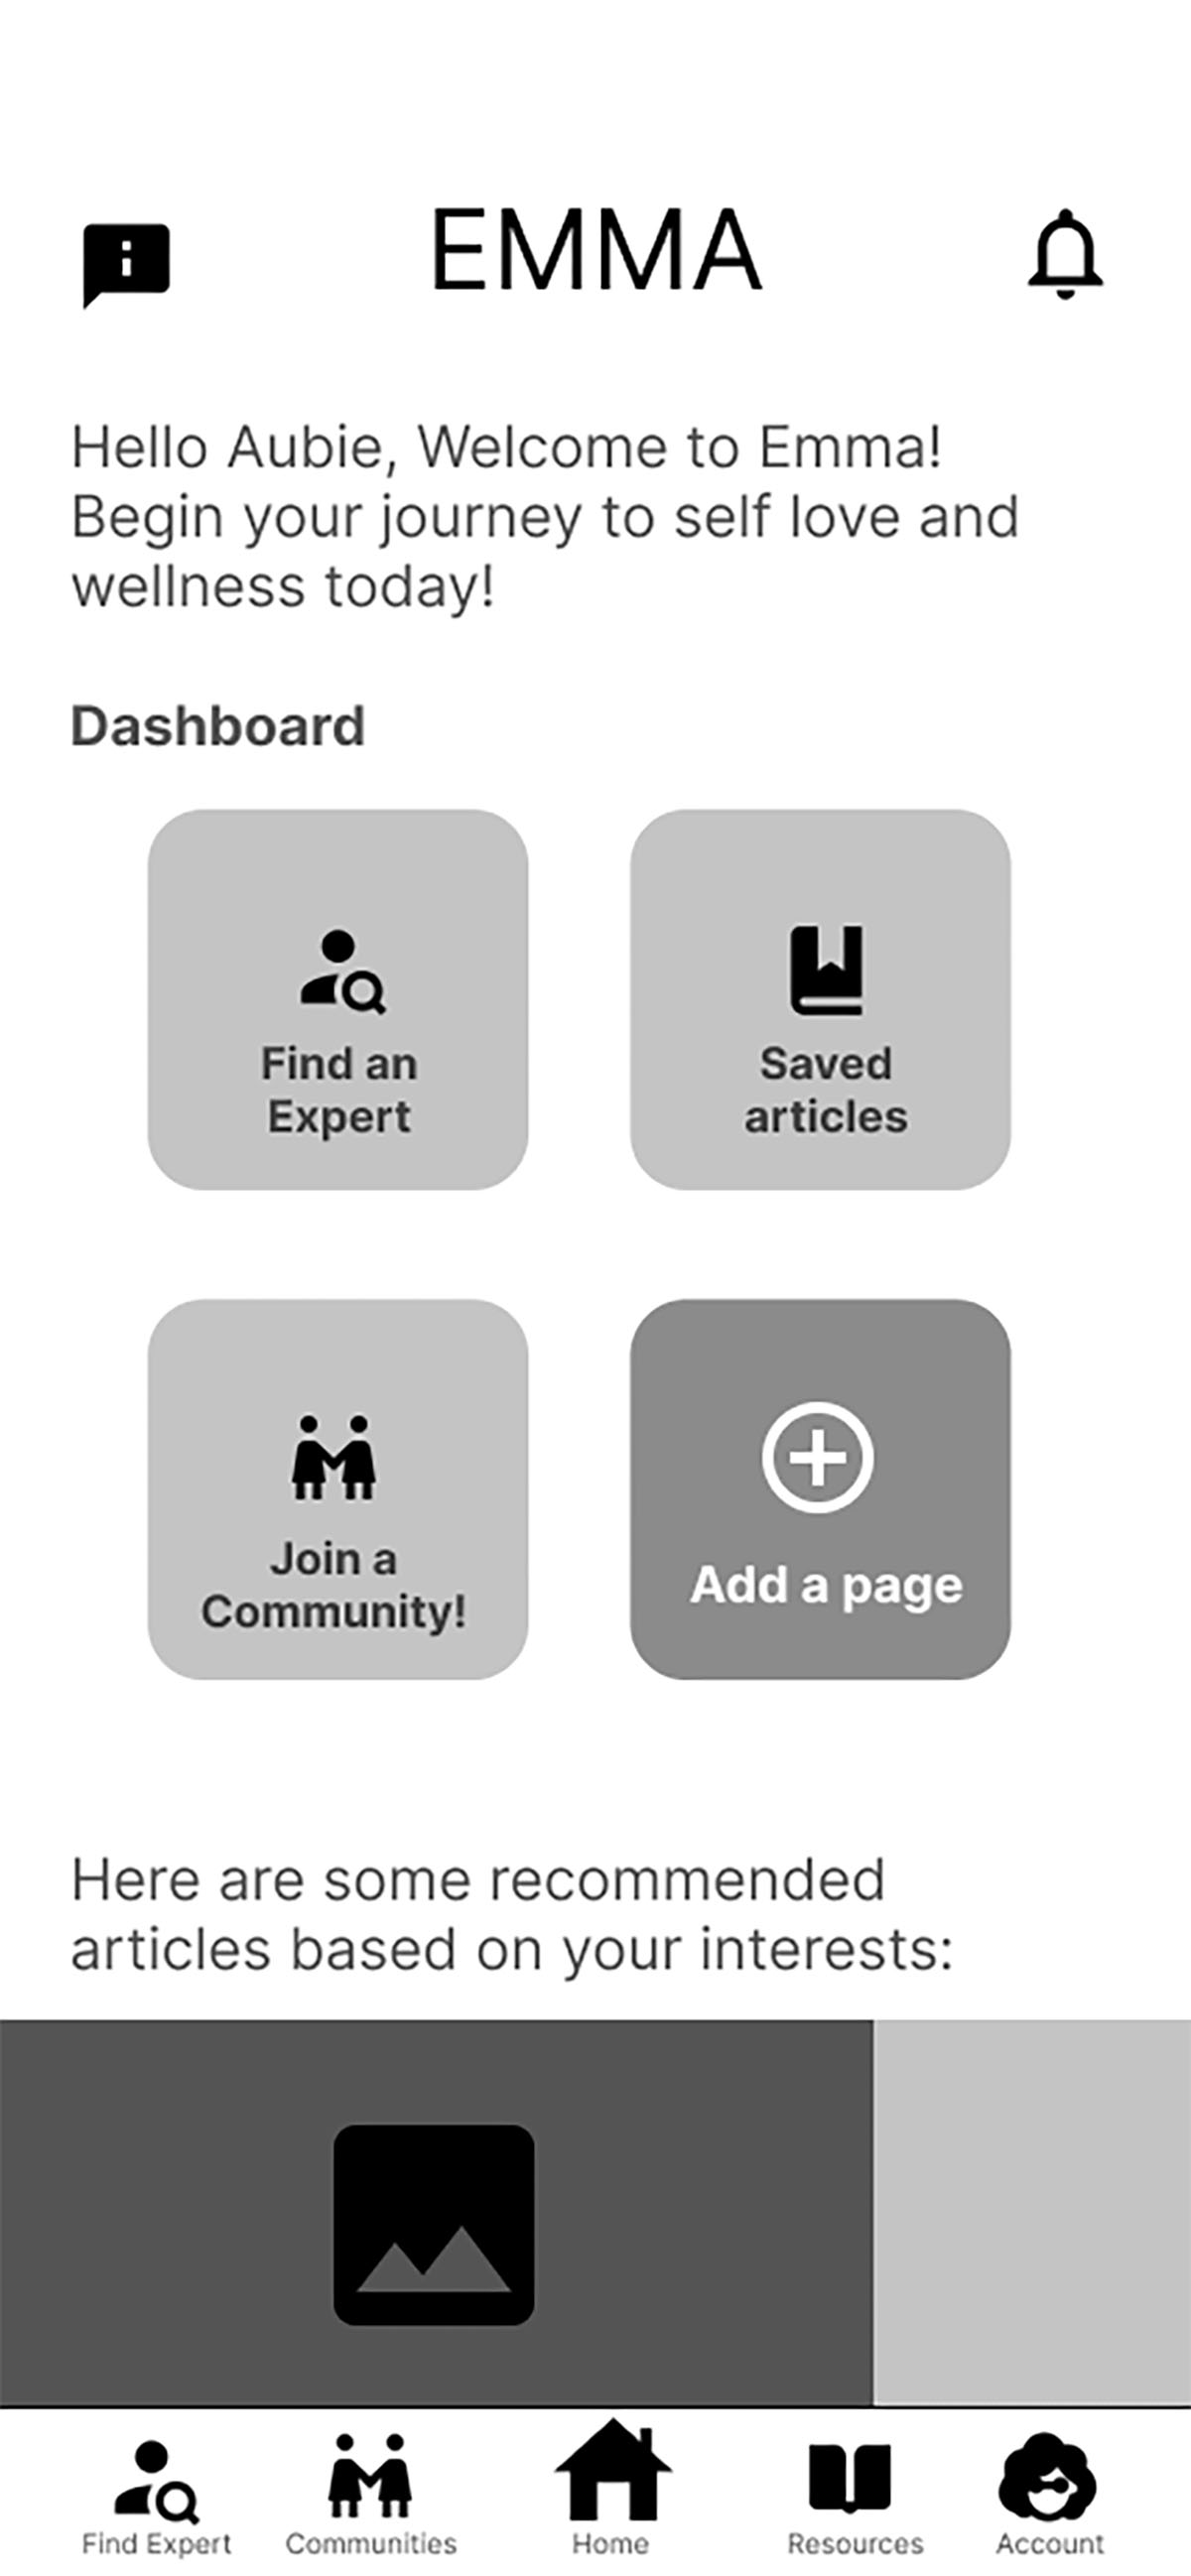 EMMA
Hello Aubie, Welcome to Emma!
Begin your journey to self love and
wellness today!
Dashboard
Find an
Expert
Saved
articles
Join a
Community!
Add a page
Here are some recommended
articles based on your interests:
Find Expert
Communities
Home
Resources
Account